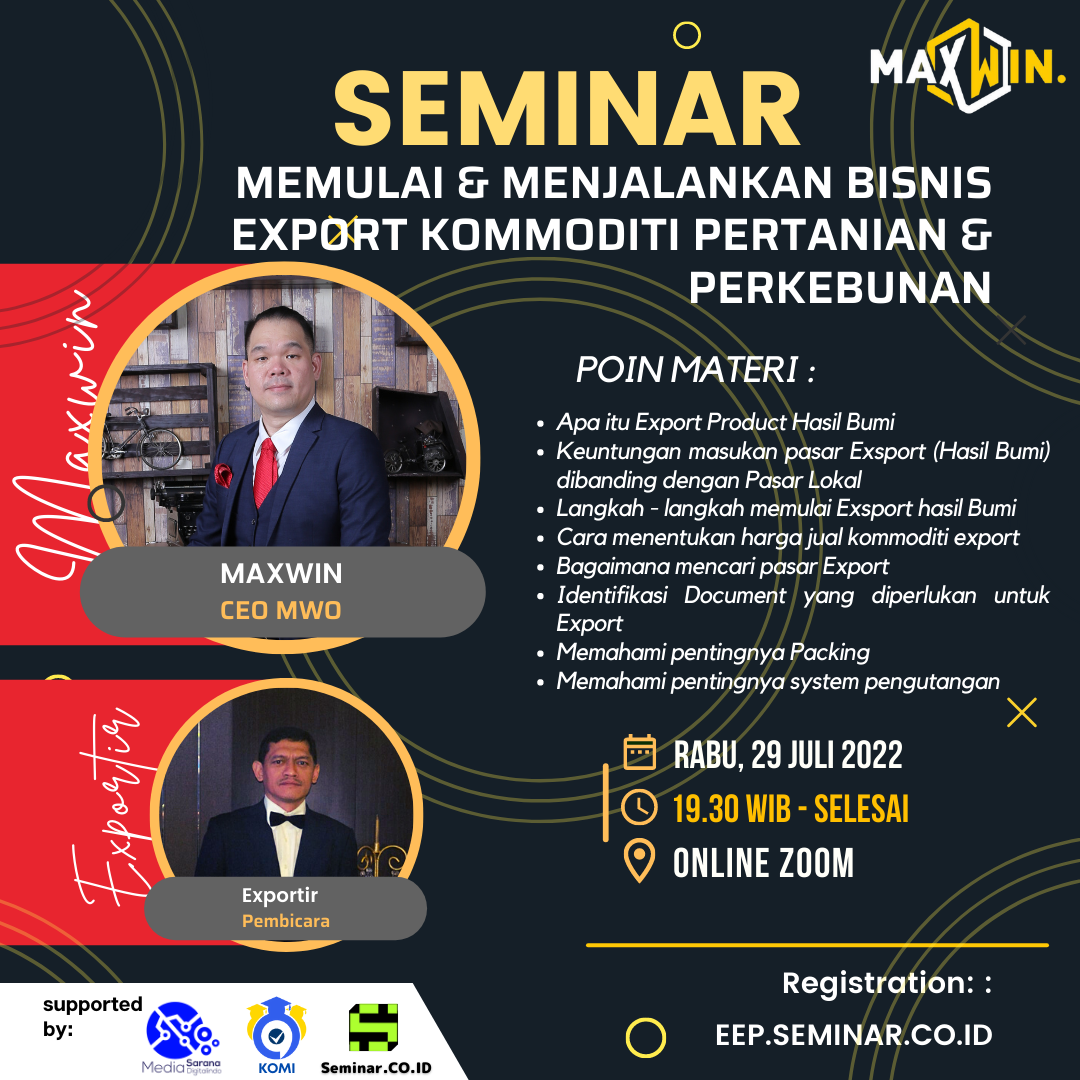 MAXWIN.
SEMINAR
MEMULAI & MENJALANKAN BISNIS
EXPORT KOMMODITI PERTANIAN &
PERKEBUNAN
Maxwin
MAXWIN
CEO MWO
POIN MATERI :
• Apa itu Export Product Hasil Bumi
• Keuntungan masukan pasar Exsport (Hasil Bumi)
dibanding dengan Pasar Lokal
• Langkah - langkah memulai Exsport hasil Bumi
• Cara menentukan harga jual kommoditi export
• Bagaimana mencari pasar Export
• Identifikasi Document yang diperlukan untuk
Export
• Memahami pentingnya Packing
• Memahami pentingnya system pengutangan
Exportir
Exportir
Pembicara
RABU, 29 JULI 2022
19.30 WIB - SELESAI
ONLINE ZOOM
Registration: :
EEP.SEMINAR.CO.ID
supported
by:
Media Sarana
Digitalindo
KOMI
Seminar.CO.ID